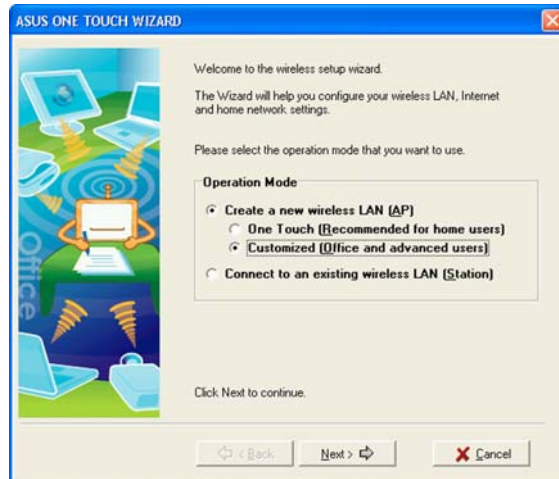 ASUS ONE TOUCH WIZARD
Welcome to the wireless setup wizard.
The Wizard will help you configure your wireless LAN, Internet
and home network settings.
Please select the operation mode that you want to use.
Operation Mode
Create a new wireless LAN (AP)
One Touch (Recommended for home users)
Customized (Office and advanced users)
Connect to an existing wireless LAN (Station)
Office
Click Next to continue.
< Back
Next >
Cancel